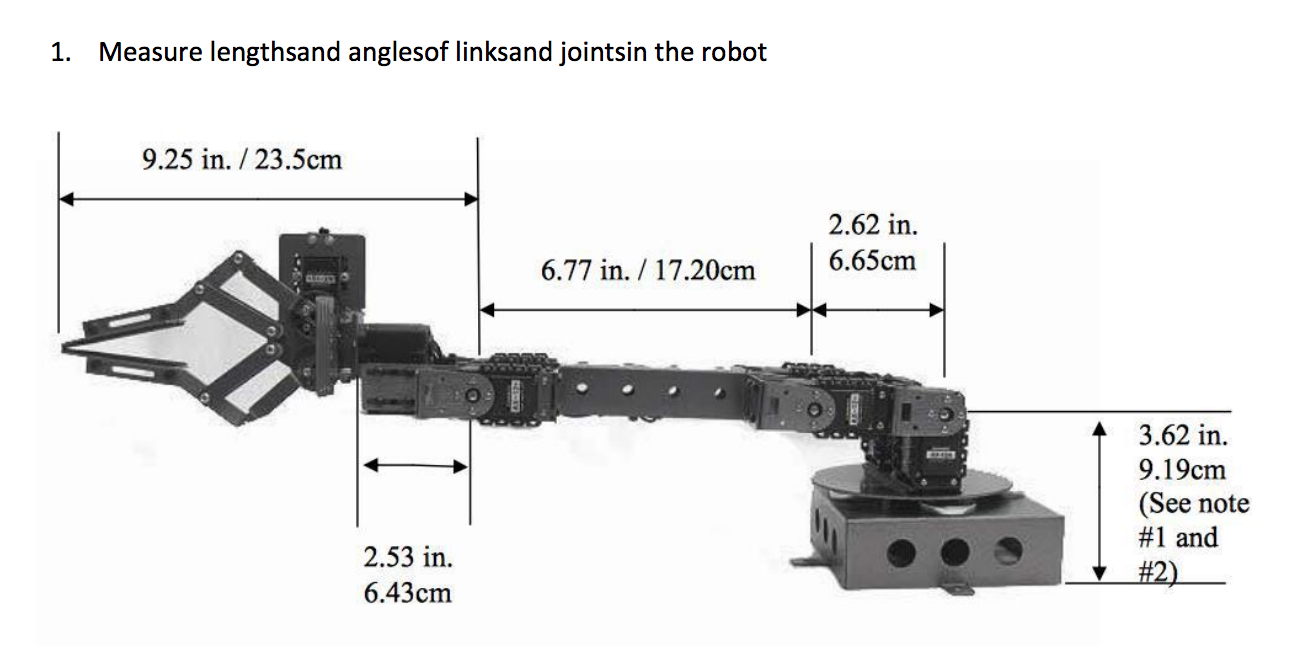 1. Measure lengthsand anglesof linksand jointsin the robot
9.25 in. / 23.5cm
2.62 in.
6.65cm
6.77 in. / 17.20cm
3.62 in.
9.19cm
(See note
#1 and
#2)
2.53 in.
6.43cm